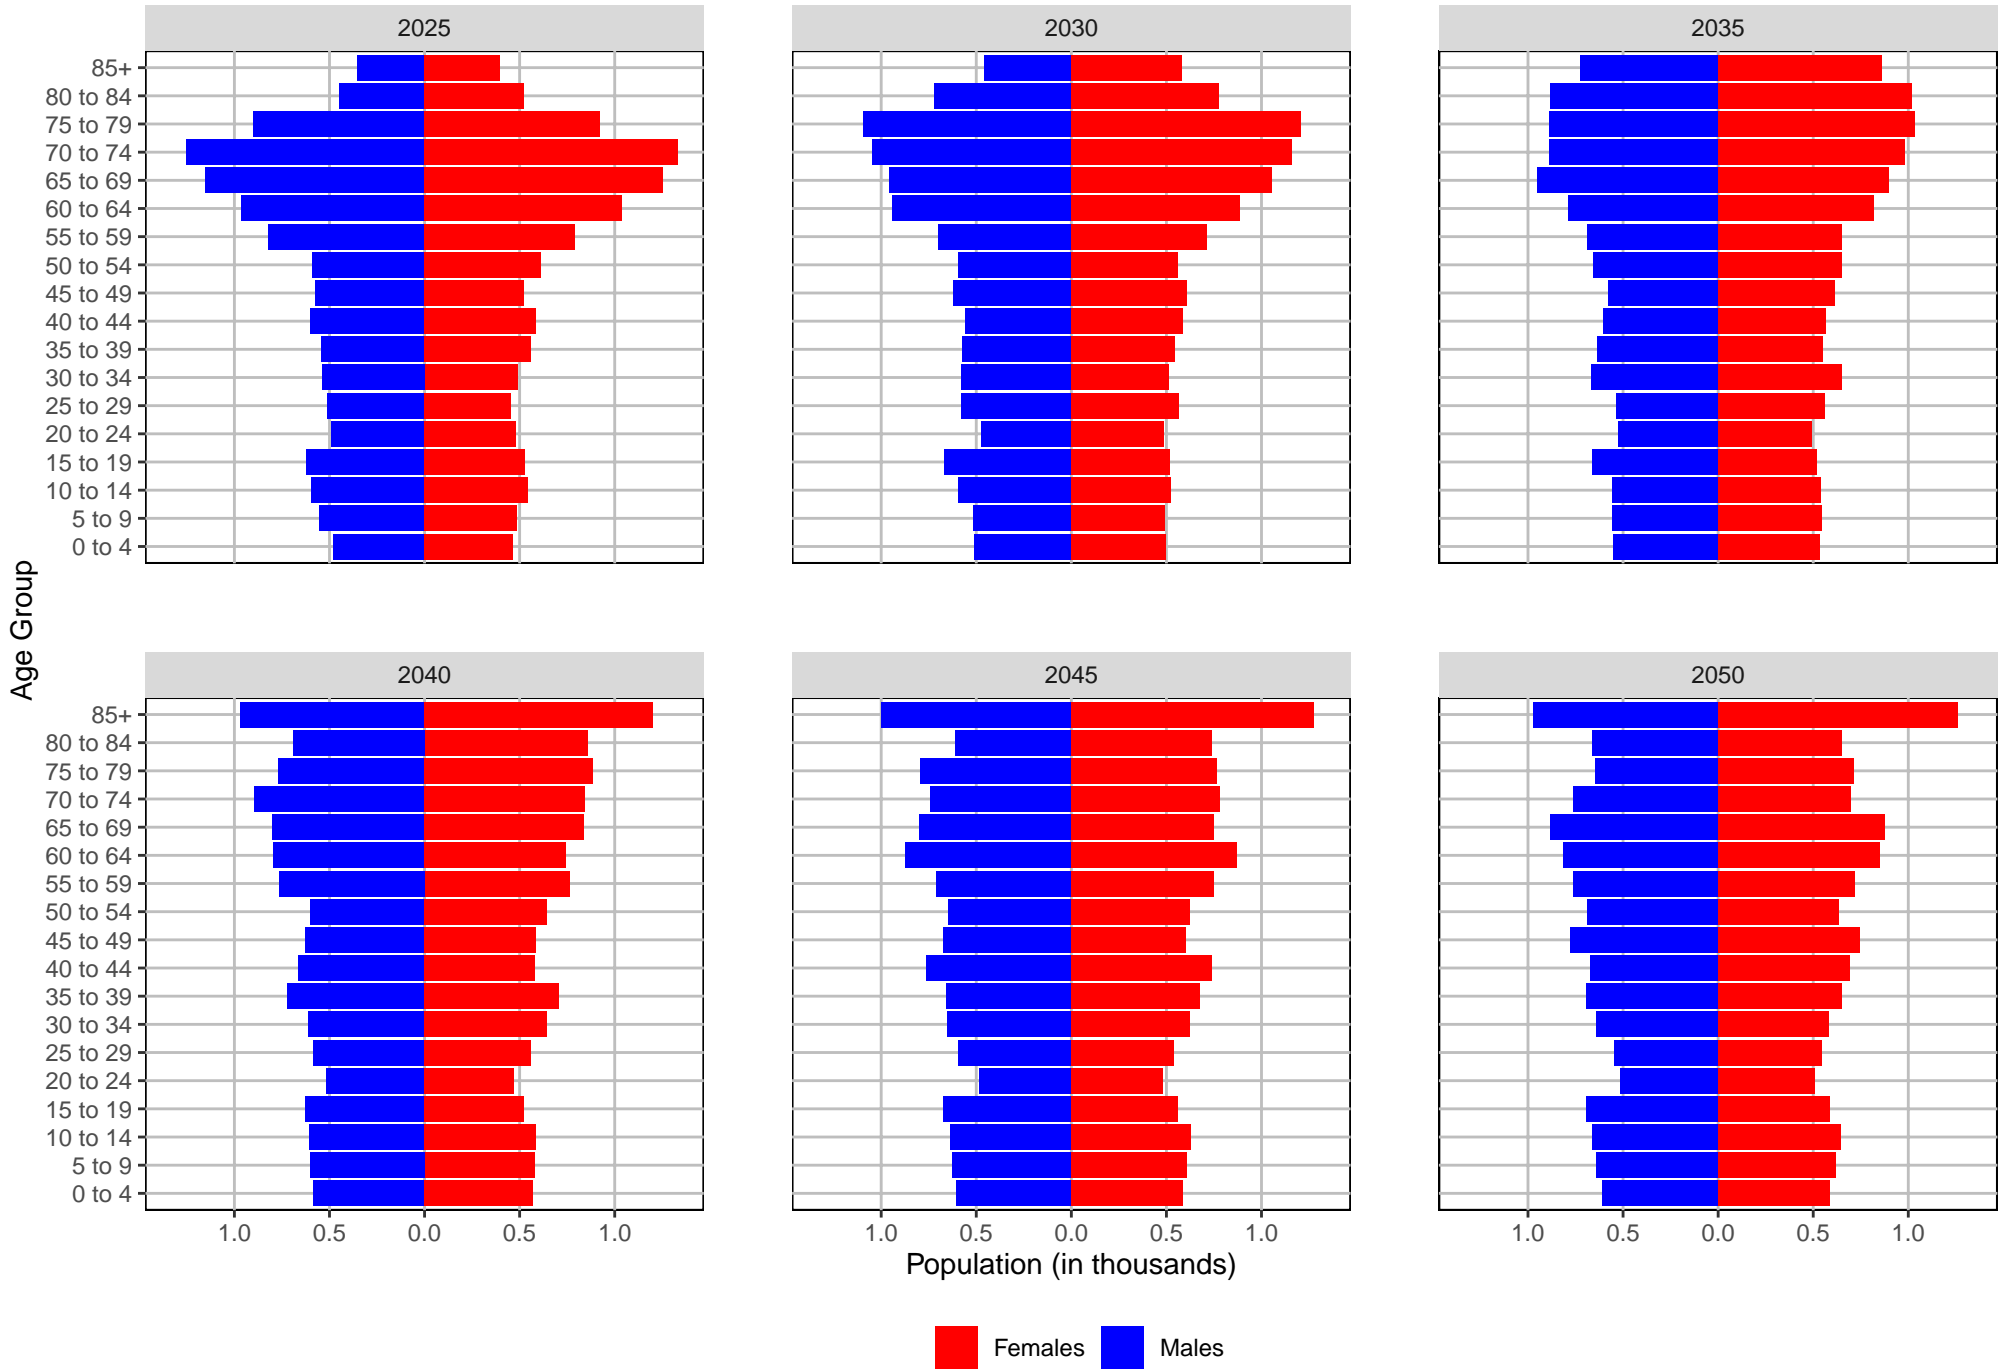 2025 2030 2035
85+
80 to 84
75 to 79
70 to 74
65 to 69
60 to 64
55 to 59
50 to 54
45 to 49
40 to 44
35 to 39
30 to 34
25 to 29
20 to 24
15 to 19
10 to 14
5 to 9
0 to 4
Age Group
2040 2045 2050
85+
80 to 84
75 to 79
70 to 74
65 to 69
60 to 64
55 to 59
50 to 54
45 to 49
40 to 44
35 to 39
30 to 34
25 to 29
20 to 24
15 to 19
10 to 14
5 to 9
0 to 4
1.0 0.5 0.0 0.5 1.0 1.0 0.5 0.0 0.5 1.0 1.0 0.5 0.0 0.5 1.0
Population (in thousands)
Females Males